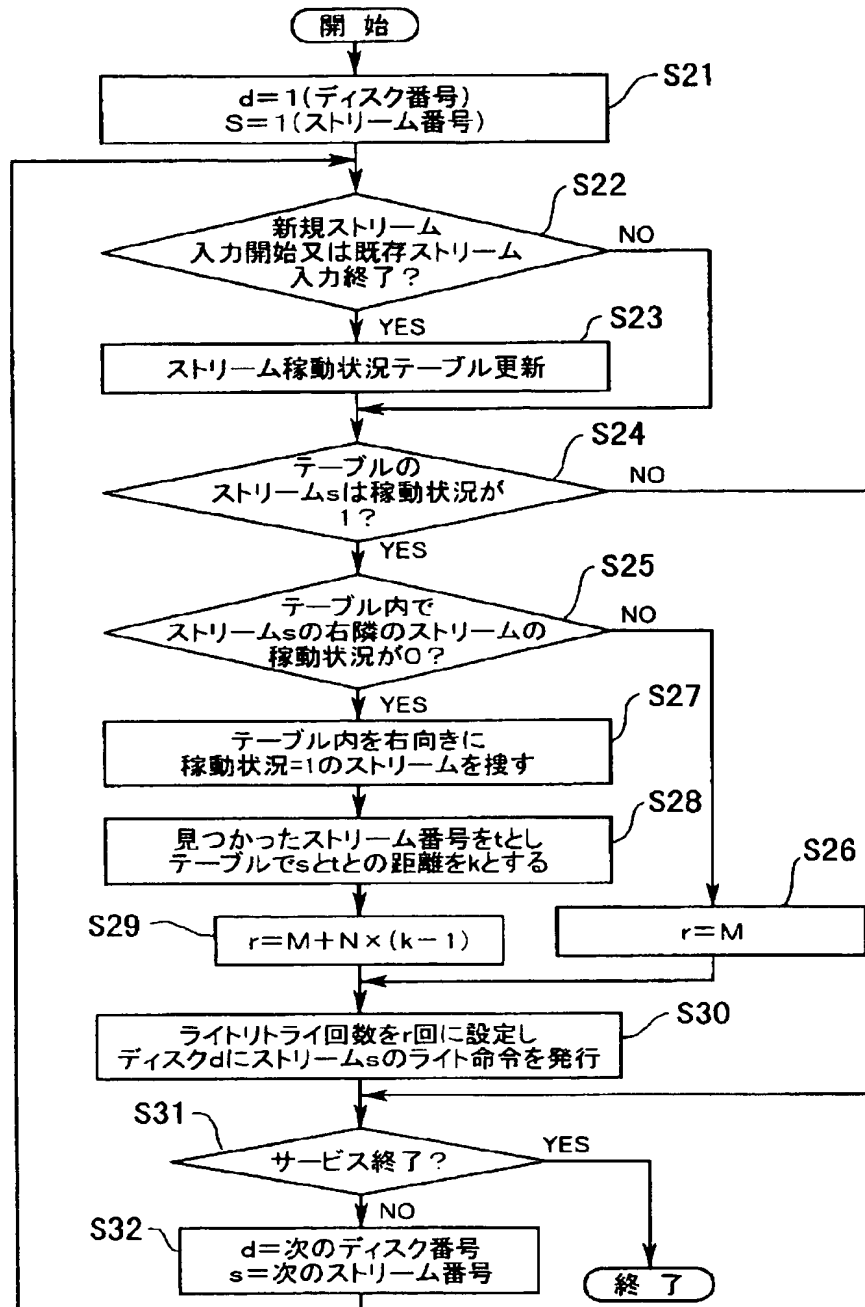 開 始
S21
d=1(ディスク番号)
S=1(ストリーム番号)
S22
新規ストリーム
入力開始又は既存ストリーム
入力終了?
NO
YES
S23
ストリーム稼動状況テーブル更新
S24
テーブルの
ストリームsは稼動状況が
1?
NO
YES
S25
テーブル内で
ストリームsの右隣のストリームの
稼動状況が0?
NO
YES
S27
テーブル内を右向きに
稼動状況=1のストリームを捜す
S28
見つかったストリーム番号をtとし
テーブルでsとtとの距離をkとする
S26
r=M
S29
r=M+N×(k-1)
S30
ライトリトライ回数をr回に設定し
ディスクdにストリームsのライト命令を発行
S31
サービス終了?
YES
NO
S32
d=次のディスク番号
s=次のストリーム番号
終 了